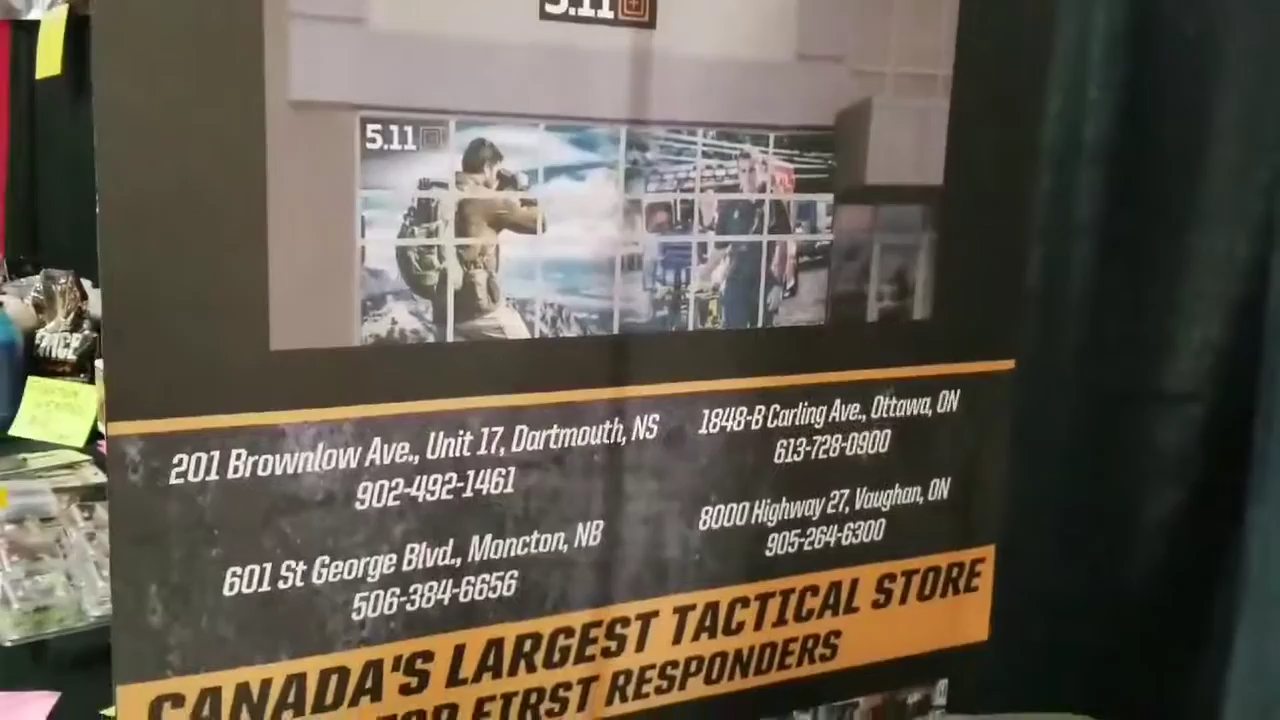 5.11
5.11
201 Brownlow Ave., Unit 17, Dartmouth, NS
902-492-1461
601 St George Blvd., Moncton, NB
506-384-6656
1848-B Carling Ave., Ottawa, ON
613-728-0900
8000 Highway 27, Vaughan, ON
905-264-6300
CANADA'S LARGEST TACTICAL STORE
FOR FIRST RESPONDERS